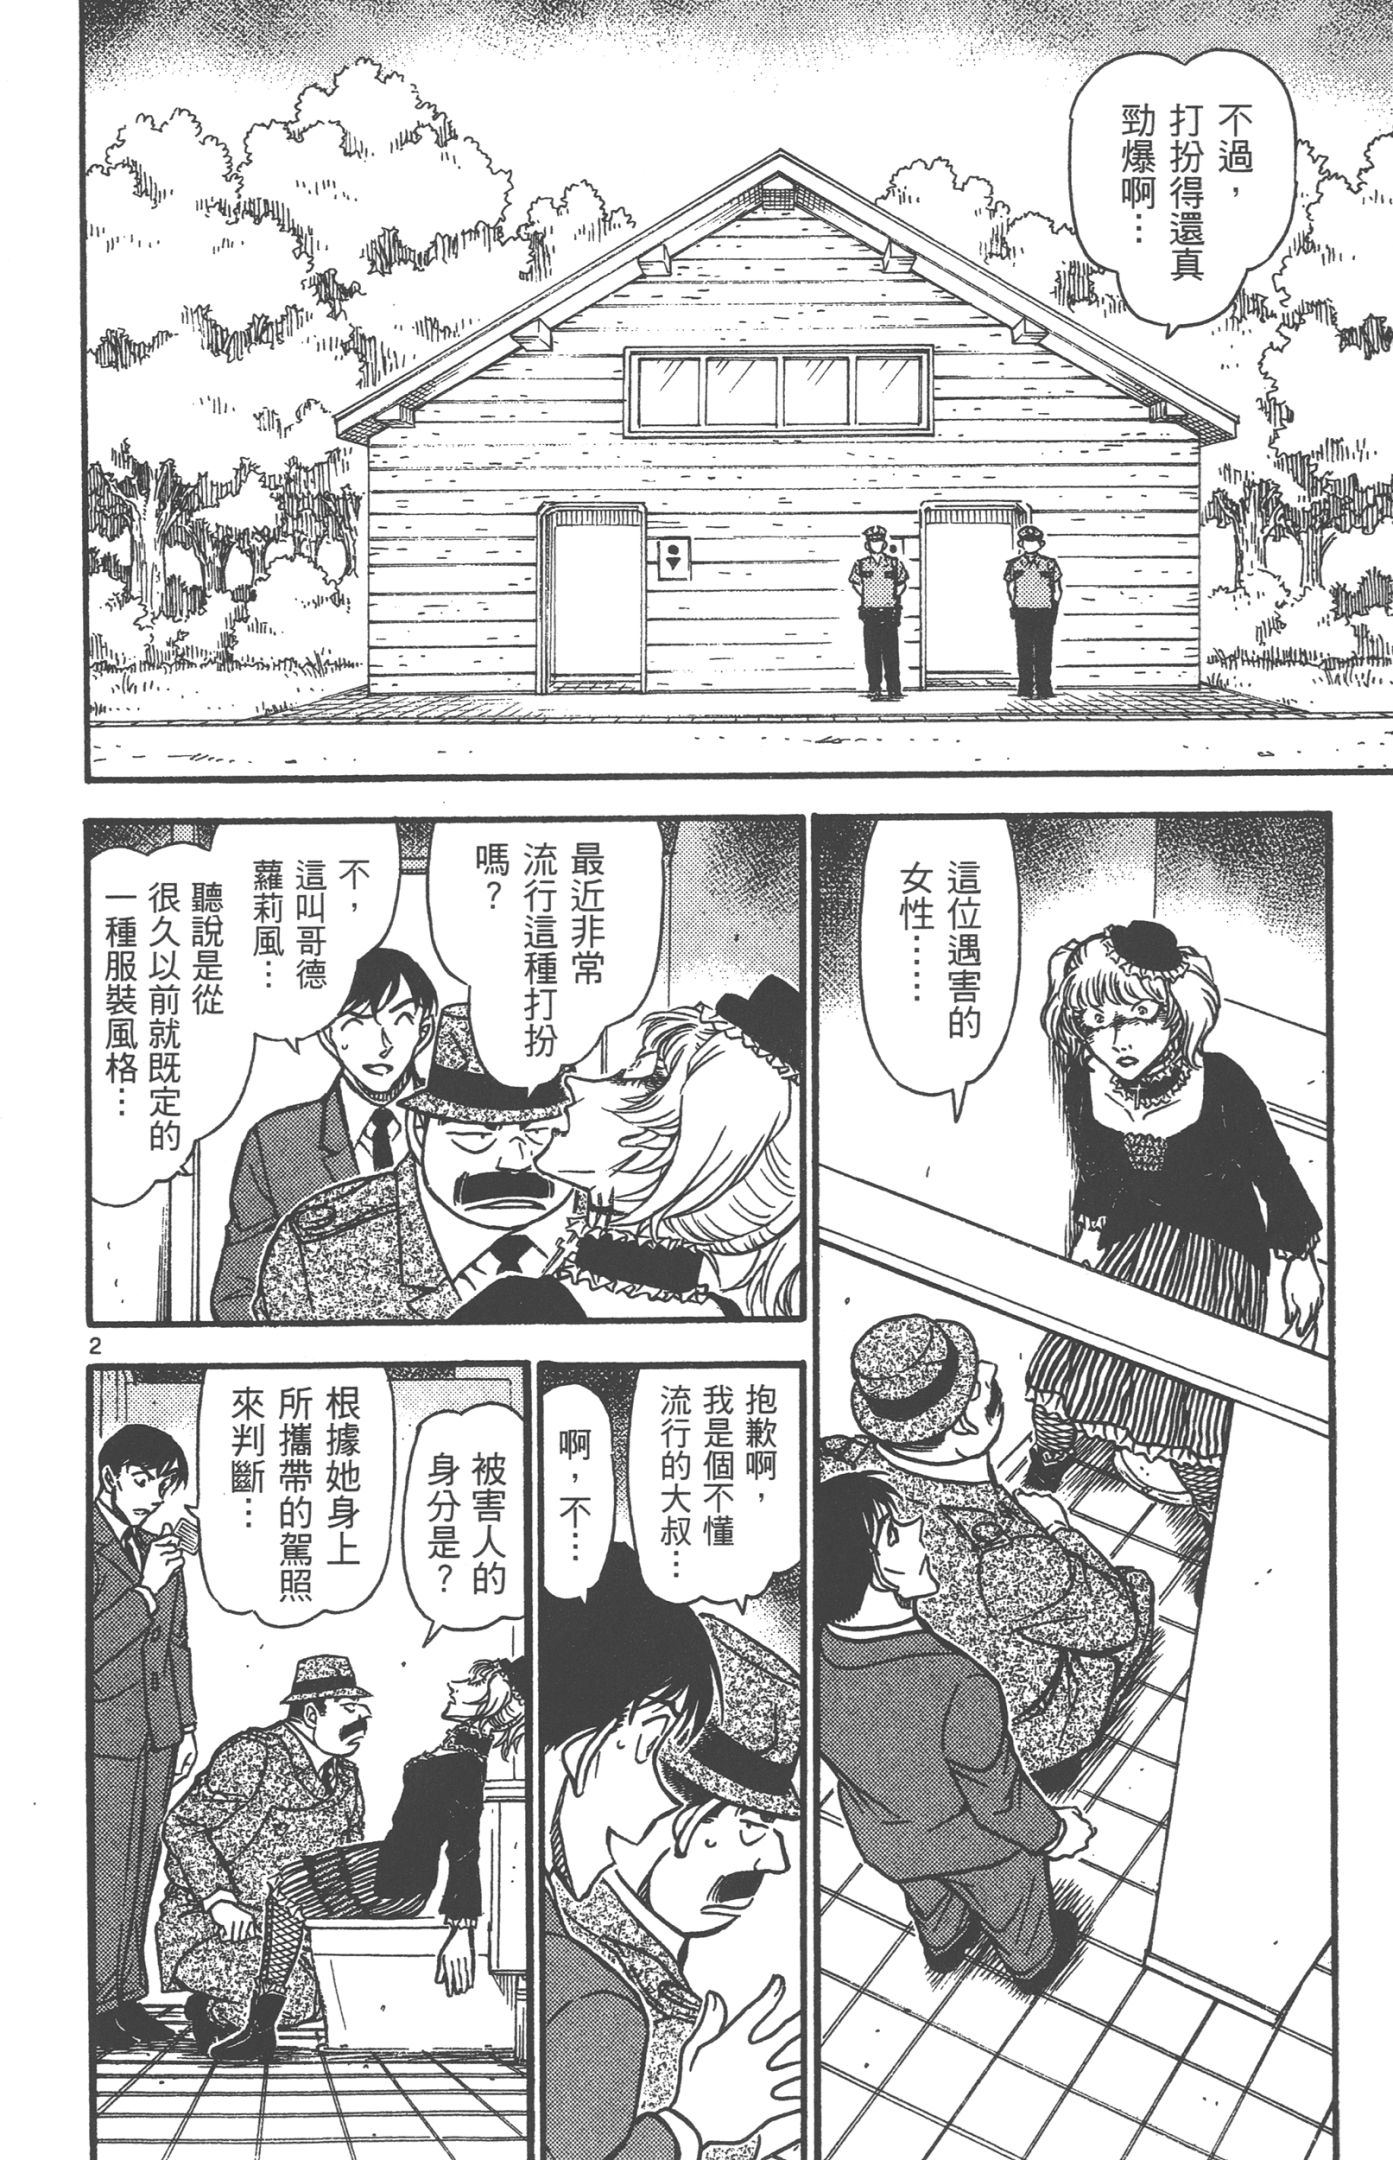 不過，
打扮得還真
勁爆啊…
這位遇害的
女性……
最近非常
流行這種打扮
嗎？
不，
這叫哥德
蘿莉風…
聽說是從
很久以前就既定的
一種服裝風格…
2
抱歉啊，
我是個不懂
流行的大叔…
啊，不…
被害人的
身分是？
根據她身上
所攜帶的駕照
來判斷…